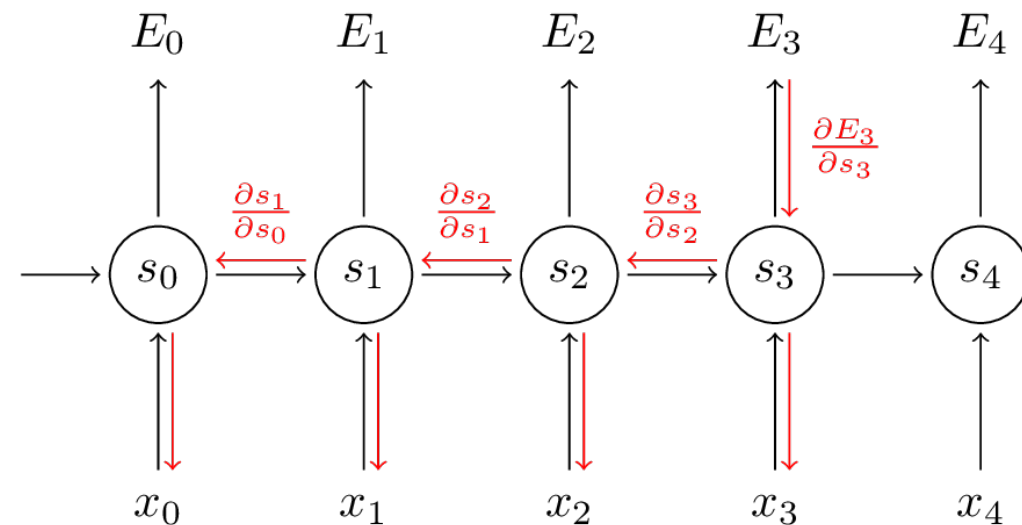 E₀ E₁ E₂ E₃ E₄
∂E₃/∂s₃
∂s₁/∂s₀ ∂s₂/∂s₁ ∂s₃/∂s₂
s₀ s₁ s₂ s₃ s₄
x₀ x₁ x₂ x₃ x₄